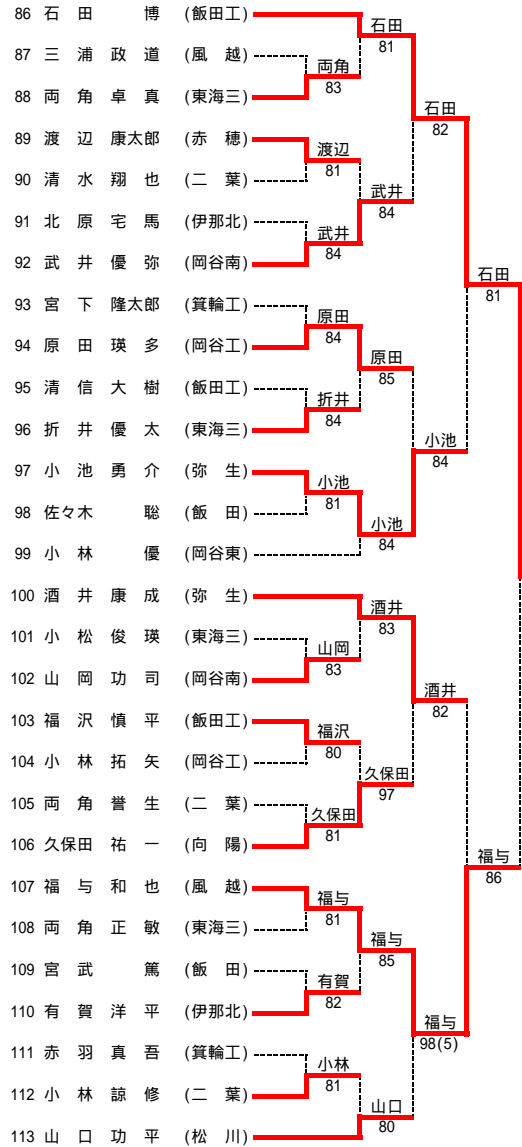 86 石田 博 (飯田工)
石田
81
87 三浦政道 (風越)
両角
83
88 両角卓真 (東海三)
石田
82
89 渡辺康太郎 (赤穂)
渡辺
81
90 清水翔也 (二葉)
武井
84
91 北原宅馬 (伊那北)
武井
84
92 武井優弥 (岡谷南)
石田
81
93 宮下隆太郎 (箕輪工)
原田
84
94 原田瑛多 (岡谷工)
原田
85
95 清信大樹 (飯田工)
折井
84
96 折井優太 (東海三)
小池
84
97 小池勇介 (弥生)
小池
81
98 佐々木 聡 (飯田)
小池
84
99 小林 優 (岡谷東)
100 酒井康成 (弥生)
酒井
83
101 小松俊瑛 (東海三)
山岡
83
102 山岡功司 (岡谷南)
酒井
82
103 福沢慎平 (飯田工)
福沢
80
104 小林拓矢 (岡谷工)
久保田
97
105 両角誉生 (二葉)
久保田
81
106 久保田祐一 (向陽)
福与
86
107 福与和也 (風越)
福与
81
108 両角正敏 (東海三)
福与
85
109 宮武 篤 (飯田)
有賀
82
110 有賀洋平 (伊那北)
福与
98(5)
111 赤羽真吾 (箕輪工)
小林
81
112 小林諒修 (二葉)
山口
80
113 山口功平 (松川)